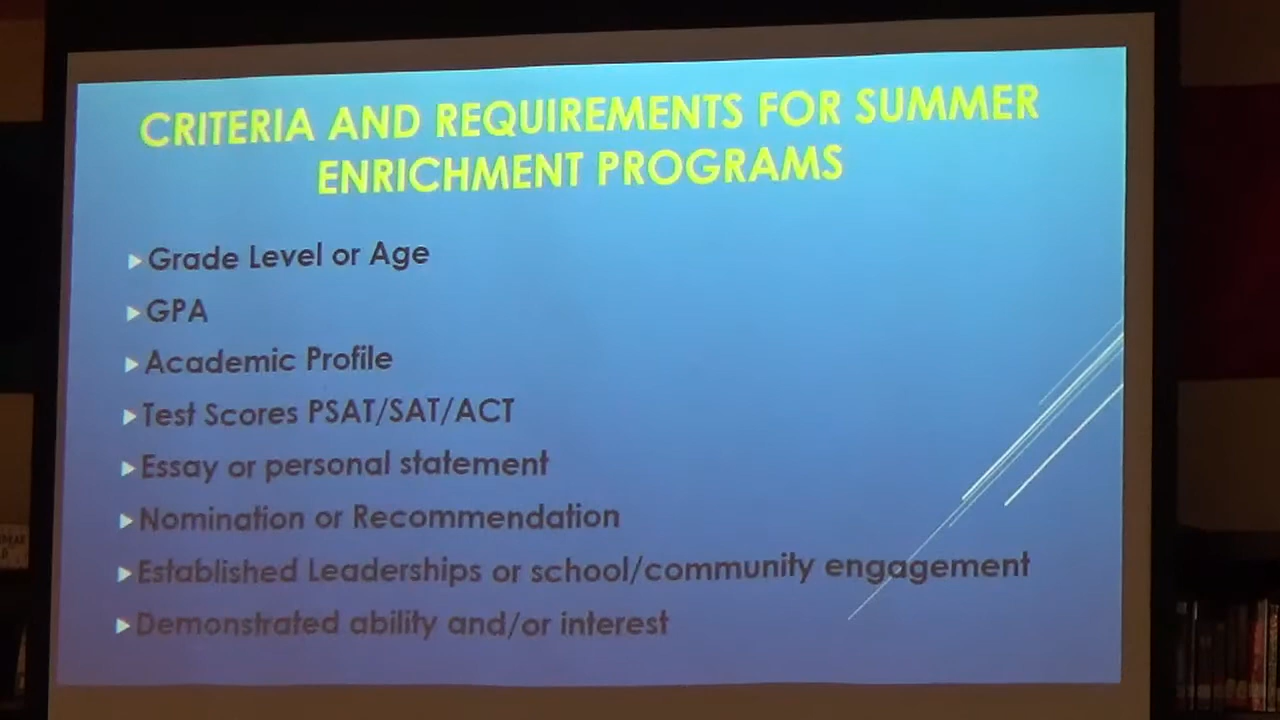 CRITERIA AND REQUIREMENTS FOR SUMMER
ENRICHMENT PROGRAMS
Grade Level or Age
GPA
Academic Profile
Test Scores PSAT/SAT/ACT
Essay or personal statement
Nomination or Recommendation
Established Leaderships or school/community engagement
Demonstrated ability and/or interest